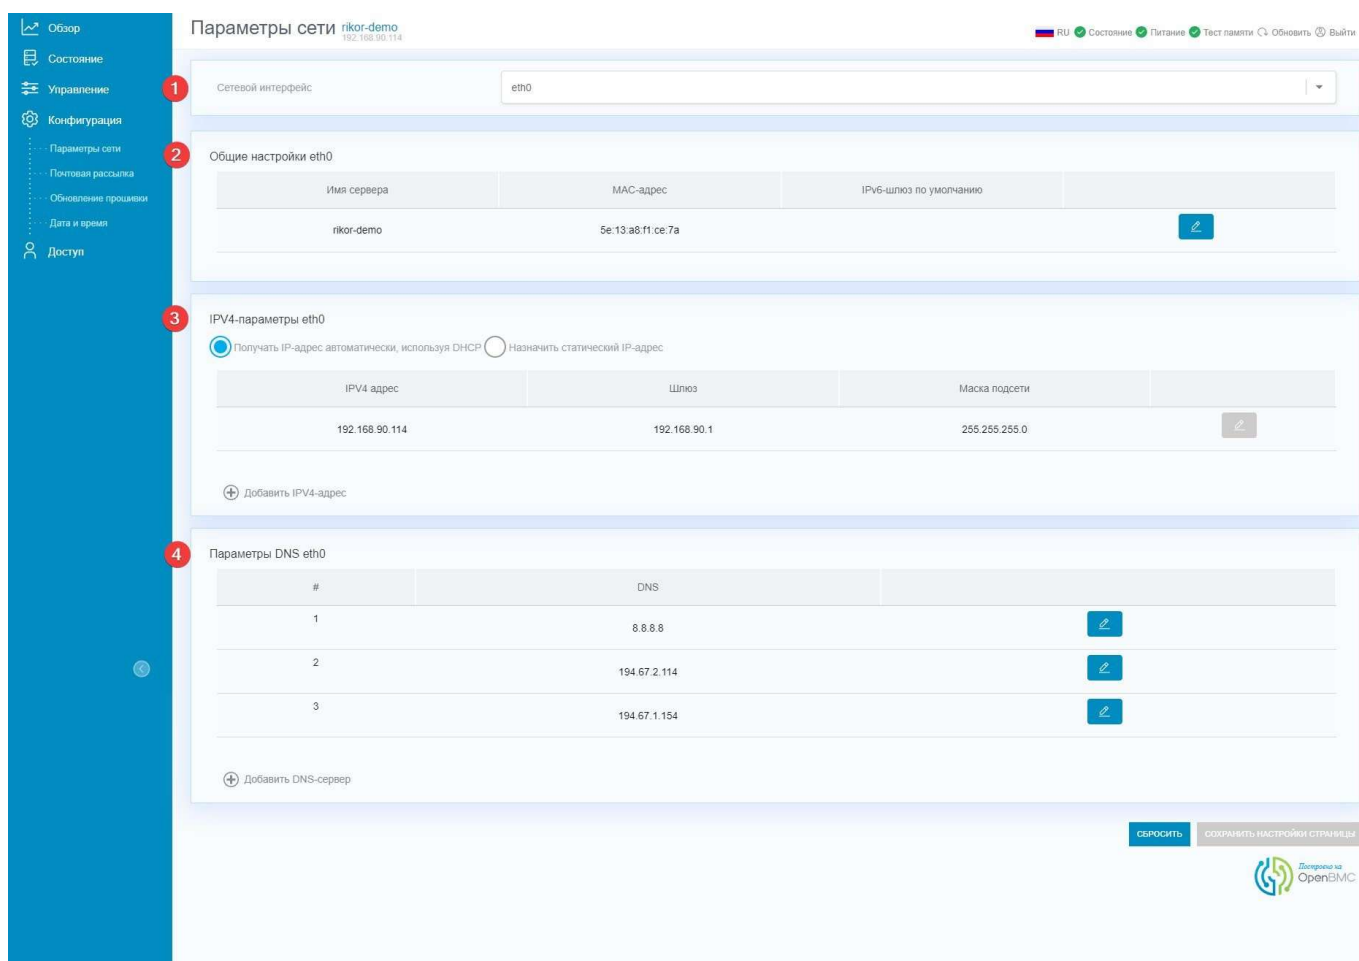 Обзор
Состояние
Управление
Конфигурация
Параметры сети
Почтовая рассылка
Обновление прошивки
Дата и время
Доступ
Параметры сети rikor-demo
192.168.90.114
RU Состояние Питание Тест памяти Обновить Выйти
1
Сетевой интерфейс eth0
2
Общие настройки eth0
Имя сервера MAC-адрес IPv6-шлюз по умолчанию
rikor-demo 5e:13:a8:f1:ce:7a
3
IPV4-параметры eth0
Получать IP-адрес автоматически, используя DHCP Назначить статический IP-адрес
IPV4 адрес Шлюз Маска подсети
192.168.90.114 192.168.90.1 255.255.255.0
Добавить IPV4-адрес
4
Параметры DNS eth0
# DNS
1 8.8.8.8
2 194.67.2.114
3 194.67.1.154
Добавить DNS-сервер
СБРОСИТЬ СОХРАНИТЬ НАСТРОЙКИ СТРАНИЦЫ
Построено на
OpenBMC